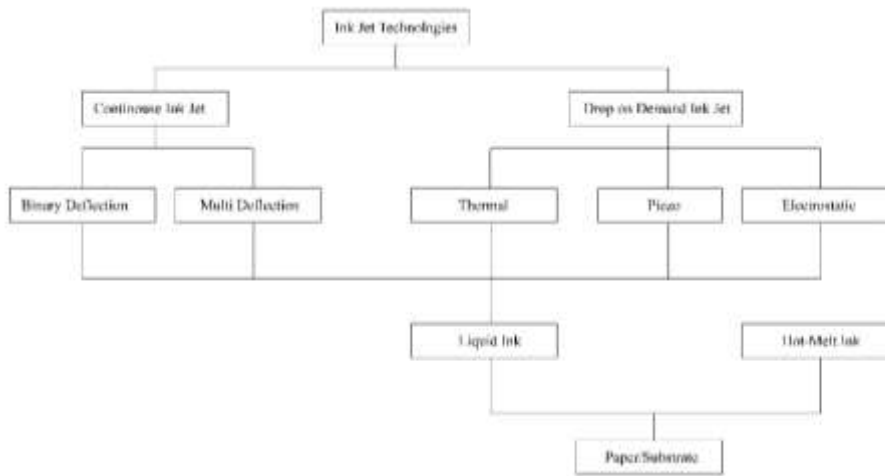 Ink Jet Technologies
Continouse Ink Jet
Drop on Demand Ink Jet
Binary Deflection
Multi Deflection
Thermal
Piezo
Electrostatic
Liquid Ink
Hot-Melt Ink
Paper/Substrate